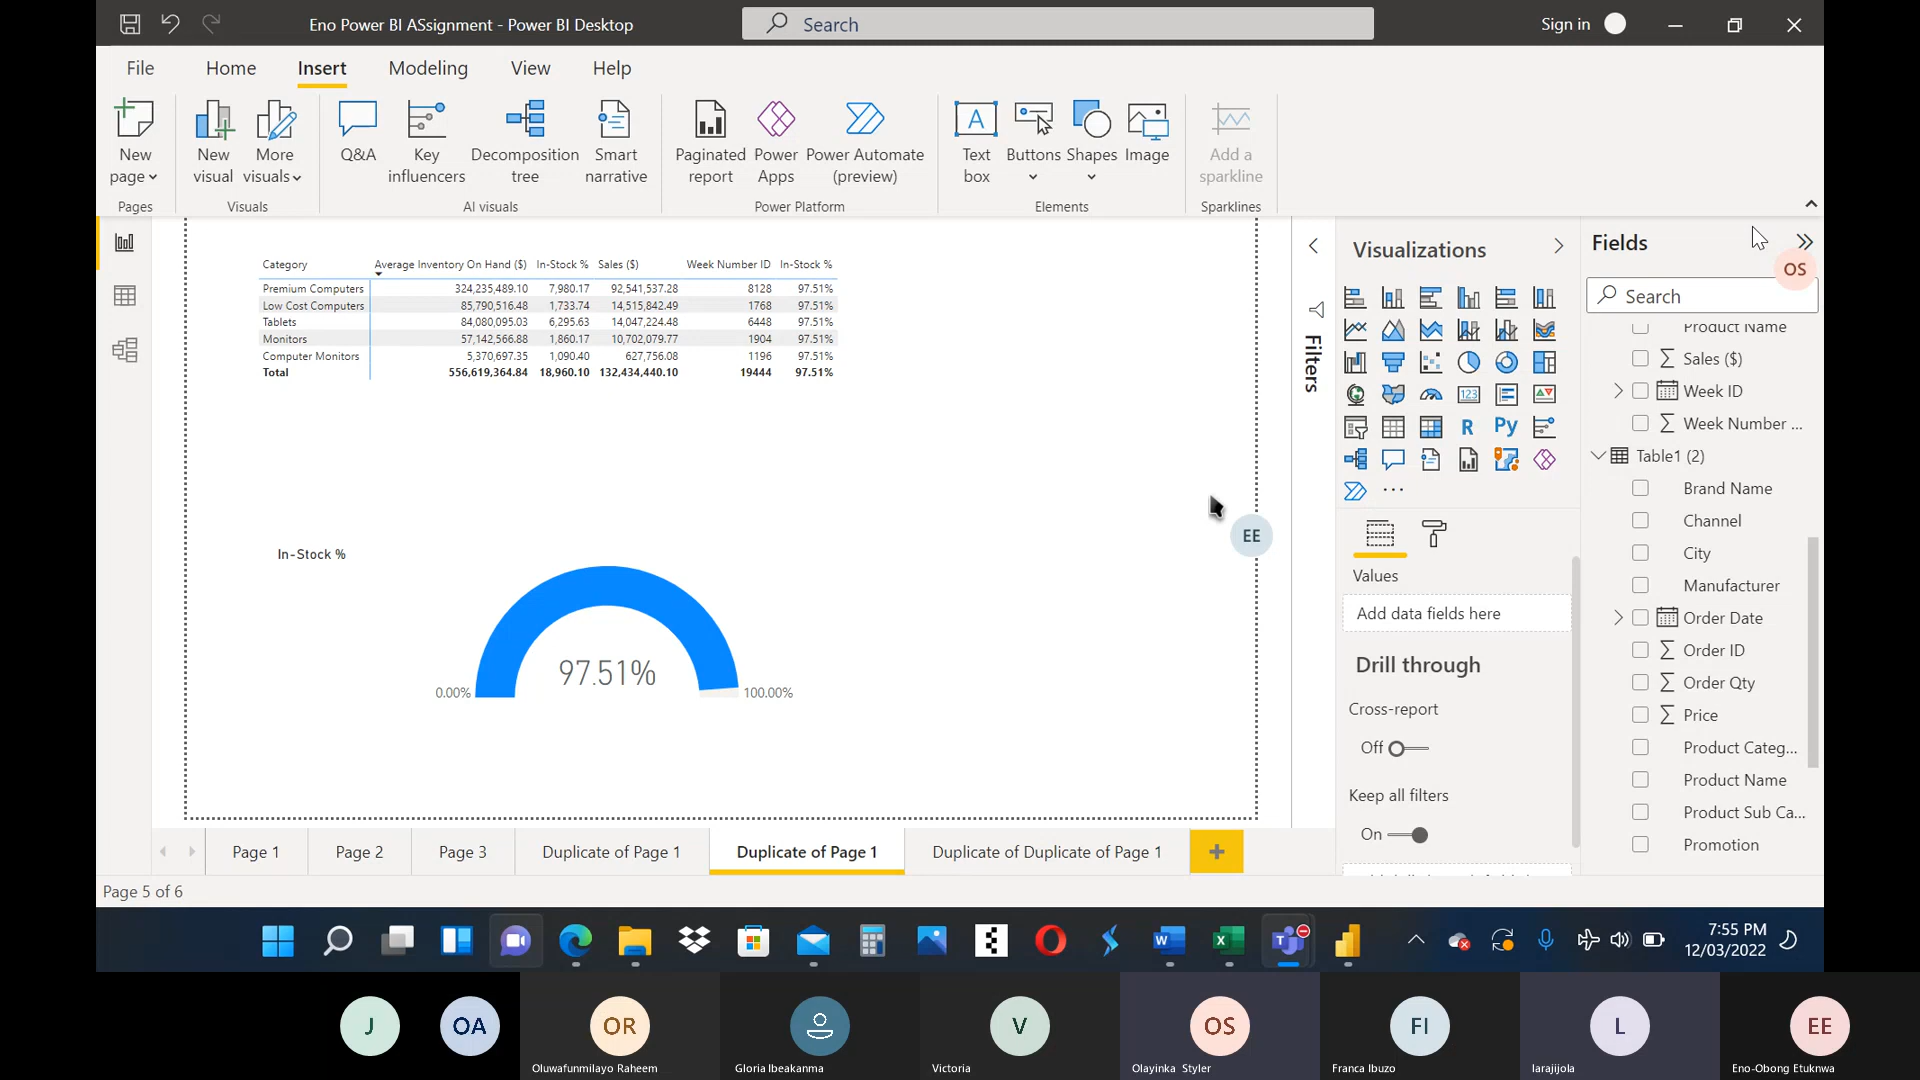 Eno Power BI ASsignment - Power BI Desktop
Search
Sign in
File
Home
Insert
Modeling
View
Help
New page
New visual
More visuals
Q&A
Key influencers
Decomposition tree
Smart narrative
Paginated report
Power Apps
Power Automate (preview)
Text box
Buttons
Shapes
Image
Add a sparkline
Pages
Visuals
AI visuals
Power Platform
Elements
Sparklines
Category Average Inventory On Hand ($) In-Stock % Sales ($) Week Number ID In-Stock %
Premium Computers 324,235,489.10 7,980.17 92,541,537.28 8128 97.51%
Low Cost Computers 85,790,516.48 1,733.74 14,515,842.49 1768 97.51%
Tablets 84,080,095.03 6,295.63 14,047,224.48 6448 97.51%
Monitors 57,142,566.88 1,860.17 10,702,079.77 1904 97.51%
Computer Monitors 5,370,697.35 1,090.40 627,756.08 1196 97.51%
Total 556,619,364.84 18,960.10 132,434,440.10 19444 97.51%
In-Stock %
97.51%
0.00%
100.00%
EE
Filters
Visualizations
123
R
Py
Values
Add data fields here
Drill through
Cross-report
Off
Keep all filters
On
Fields
OS
Search
Product Name
Sales ($)
Week ID
Week Number ...
Table1 (2)
Brand Name
Channel
City
Manufacturer
Order Date
Order ID
Order Qty
Price
Product Categ...
Product Name
Product Sub Ca...
Promotion
Page 1
Page 2
Page 3
Duplicate of Page 1
Duplicate of Page 1
Duplicate of Duplicate of Page 1
Page 5 of 6
7:55 PM
12/03/2022
J
OA
OR
V
OS
FI
L
EE
Oluwafunmilayo Raheem
Gloria Ibeakanma
Victoria
Olayinka Styler
Franca Ibuzo
larajijola
Eno-Obong Etuknwa